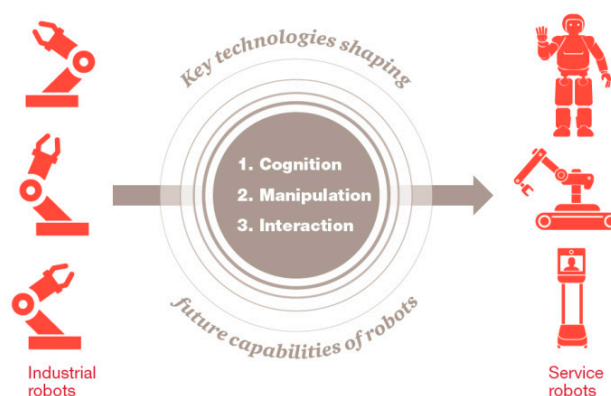 Key technologies shaping
1. Cognition
2. Manipulation
3. Interaction
future capabilities of robots
Industrial
robots
Service
robots